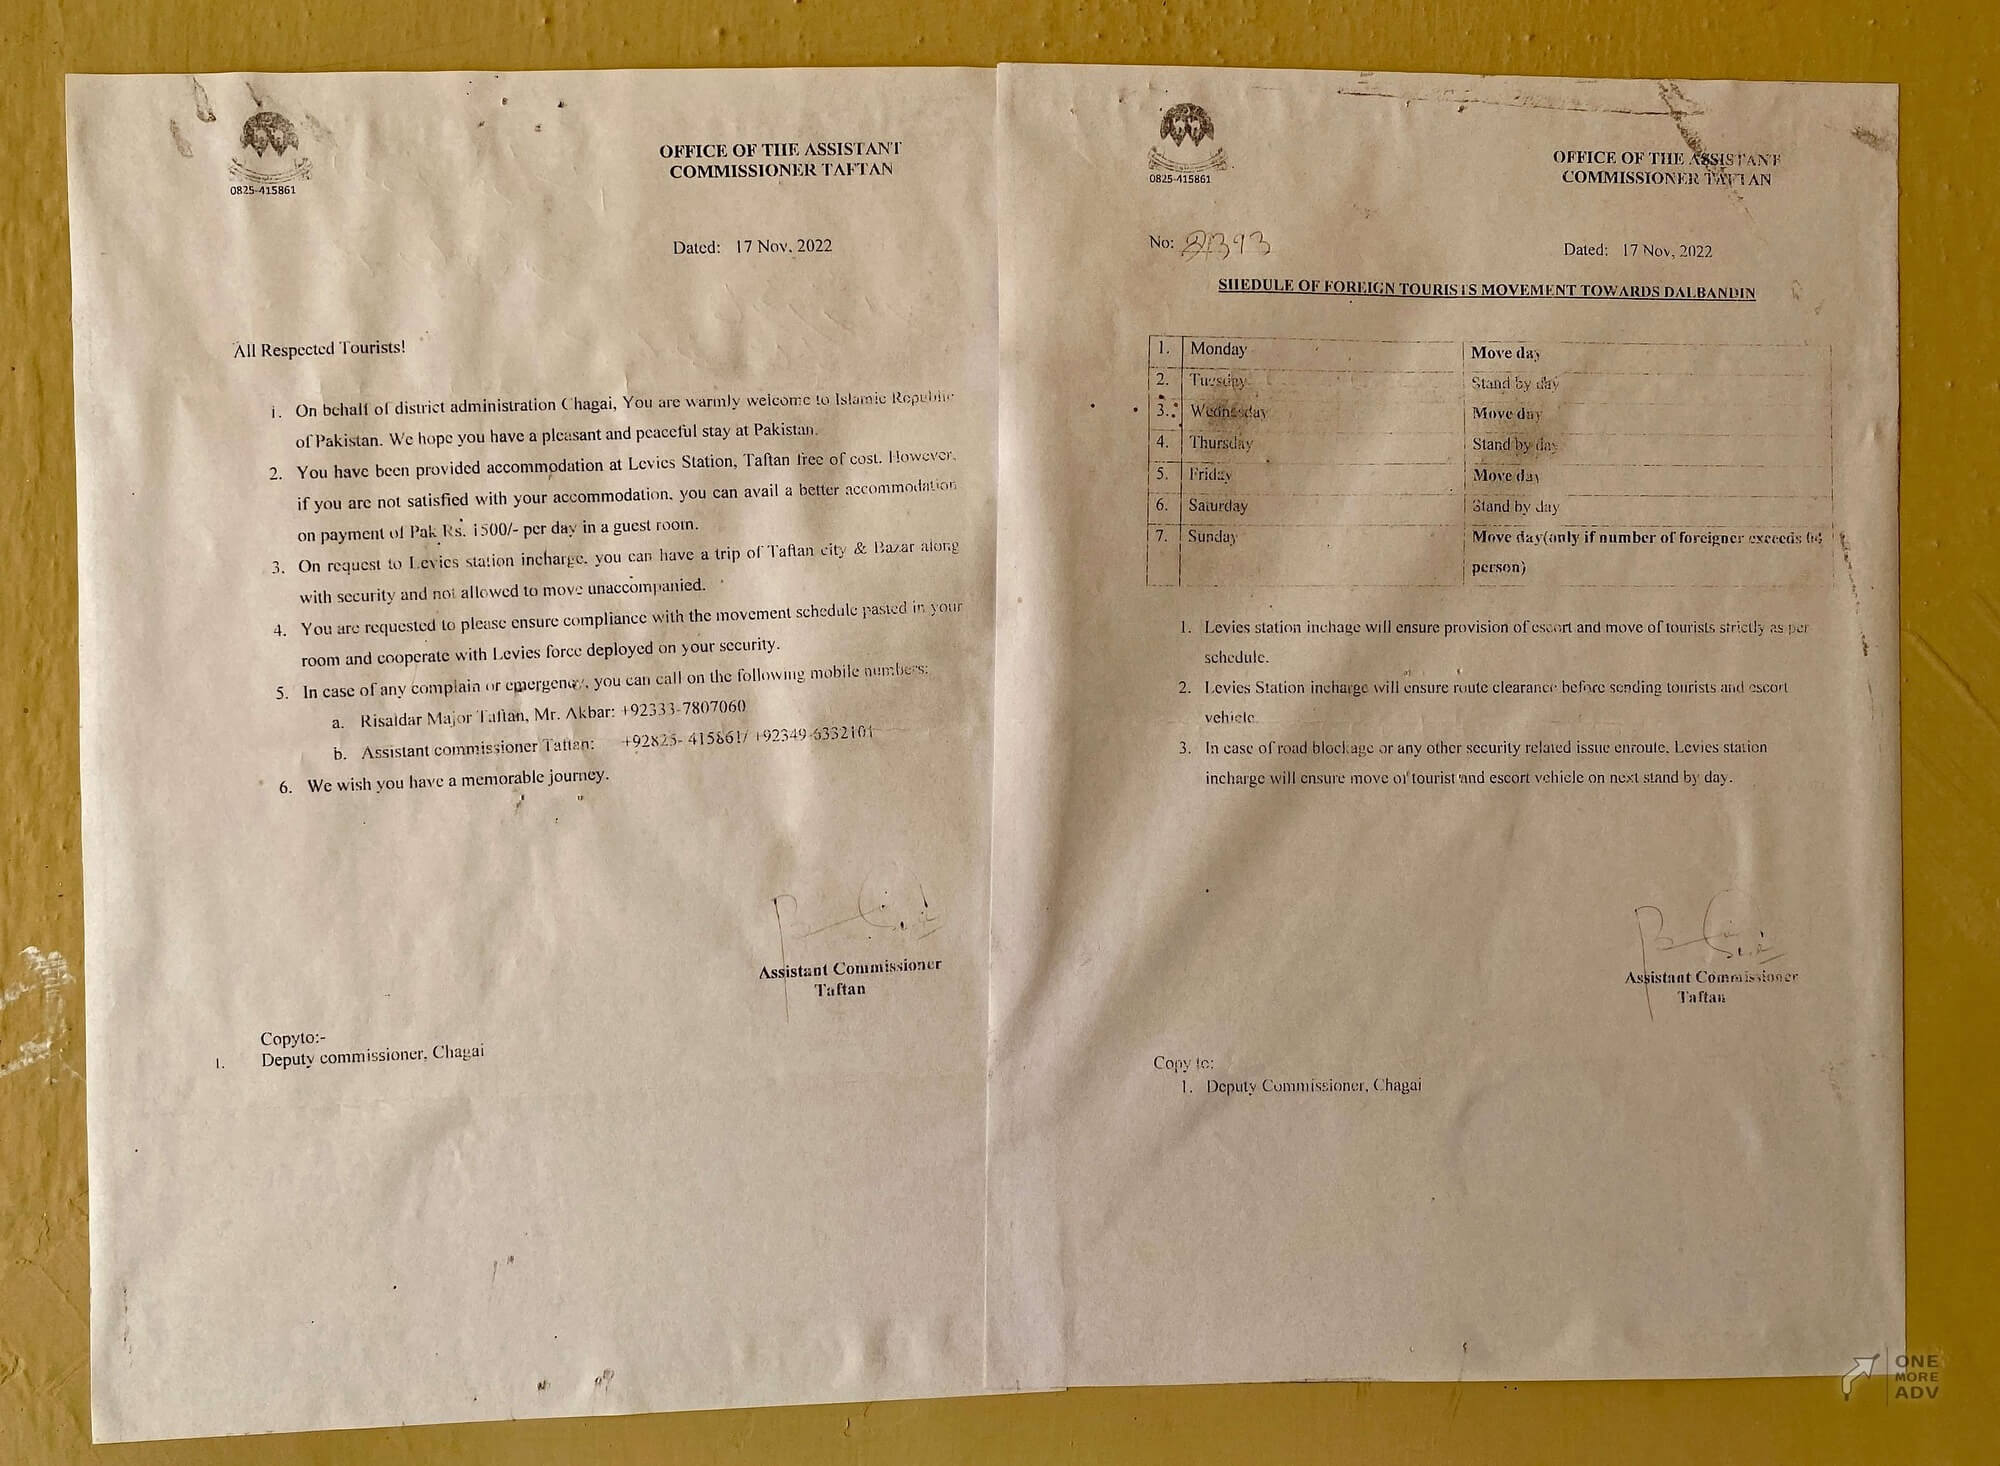 0825-415861
OFFICE OF THE ASSISTANT
COMMISSIONER TAFTAN
Dated: 17 Nov, 2022
All Respected Tourists!
1. On behalf of district administration Chagai, You are warmly welcome to Islamic Republic
of Pakistan. We hope you have a pleasant and peaceful stay at Pakistan.
2. You have been provided accommodation at Levies Station, Taftan free of cost. However,
if you are not satisfied with your accommodation, you can avail a better accommodation
on payment of Pak Rs. 1500/- per day in a guest room.
3. On request to Levies station incharge, you can have a trip of Taftan city & Bazar along
with security and not allowed to move unaccompanied.
4. You are requested to please ensure compliance with the movement schedule pasted in your
room and cooperate with Levies force deployed on your security.
5. In case of any complain or emergency, you can call on the following mobile numbers:
a. Risaldar Major Taftan, Mr. Akbar: +92333-7807060
b. Assistant commissioner Taftan: +92825- 415861/ +92349-6332101
6. We wish you have a memorable journey.
Assistant Commissioner
Taftan
Copyto:-
1. Deputy commissioner, Chagai
0825-415861
OFFICE OF THE ASSISTANT
COMMISSIONER TAFTAN
No:
Dated: 17 Nov, 2022
SHEDULE OF FOREIGN TOURISTS MOVEMENT TOWARDS DALBANDIN
1. Monday Move day
2. Tuesday Stand by day
3. Wednesday Move day
4. Thursday Stand by day
5. Friday Move day
6. Saturday Stand by day
7. Sunday Move day(only if number of foreigner exceeds
person)
1. Levies station inchage will ensure provision of escort and move of tourists strictly as per
schedule.
2. Levies Station incharge will ensure route clearance before sending tourists and escort
vehicle.
3. In case of road blockage or any other security related issue enroute, Levies station
incharge will ensure move of tourist and escort vehicle on next stand by day.
Assistant Commissioner
Taftan
Copy to:
1. Deputy Commissioner, Chagai
ONE
MORE
ADV